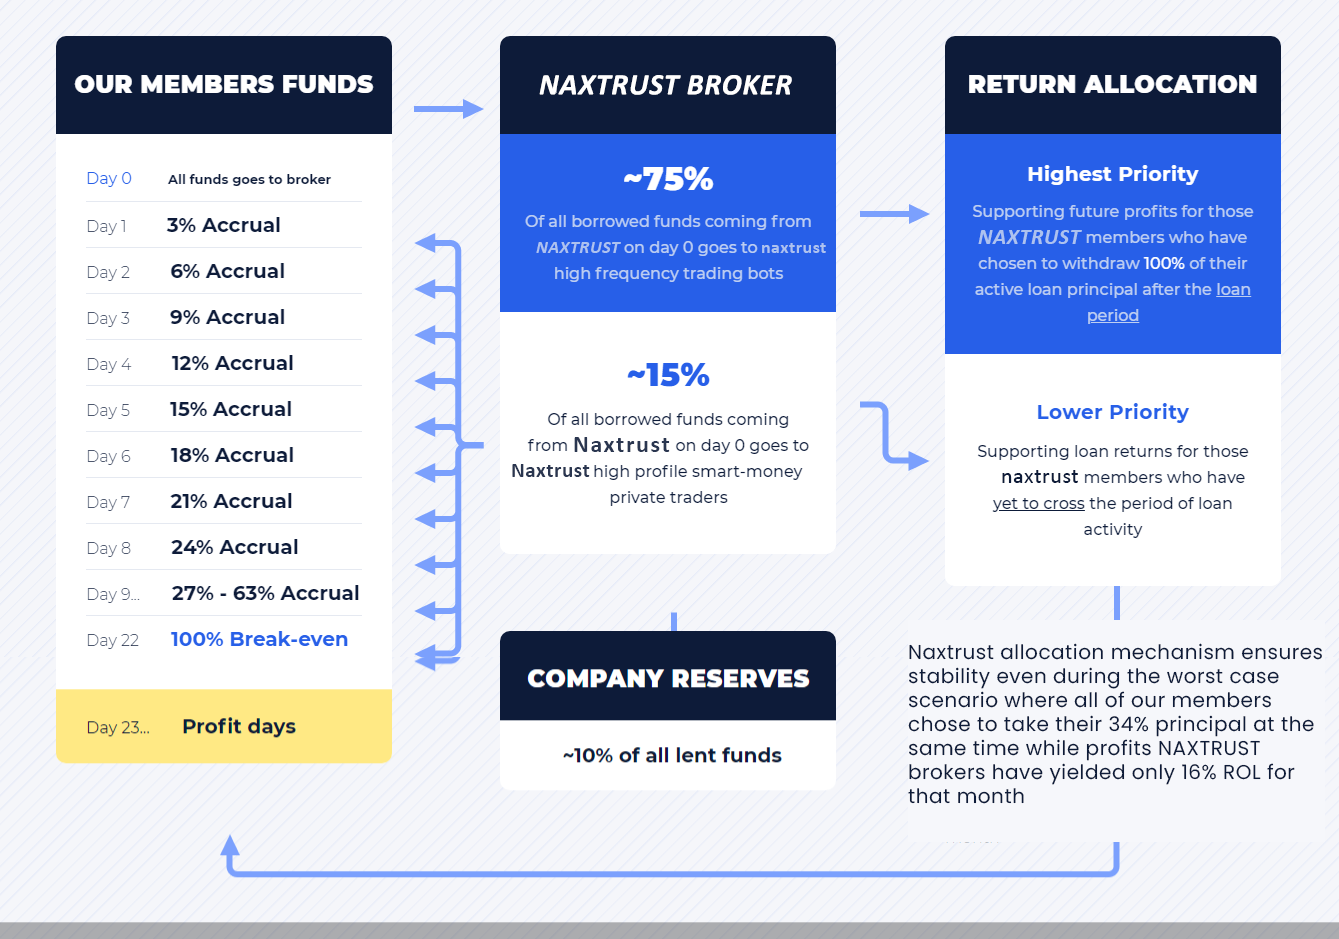 OUR MEMBERS FUNDS
Day 0 All funds goes to broker
Day 1 3% Accrual
Day 2 6% Accrual
Day 3 9% Accrual
Day 4 12% Accrual
Day 5 15% Accrual
Day 6 18% Accrual
Day 7 21% Accrual
Day 8 24% Accrual
Day 9... 27% - 63% Accrual
Day 22 100% Break-even
Day 23... Profit days
NAXTRUST BROKER
~75%
Of all borrowed funds coming from
NAXTRUST on day 0 goes to naxtrust
high frequency trading bots
~15%
Of all borrowed funds coming
from Naxtrust on day 0 goes to
Naxtrust high profile smart-money
private traders
COMPANY RESERVES
~10% of all lent funds
RETURN ALLOCATION
Highest Priority
Supporting future profits for those
NAXTRUST members who have
chosen to withdraw 100% of their
active loan principal after the loan
period
Lower Priority
Supporting loan returns for those
naxtrust members who have
yet to cross the period of loan
activity
Naxtrust allocation mechanism ensures
stability even during the worst case
scenario where all of our members
chose to take their 34% principal at the
same time while profits NAXTRUST
brokers have yielded only 16% ROL for
that month